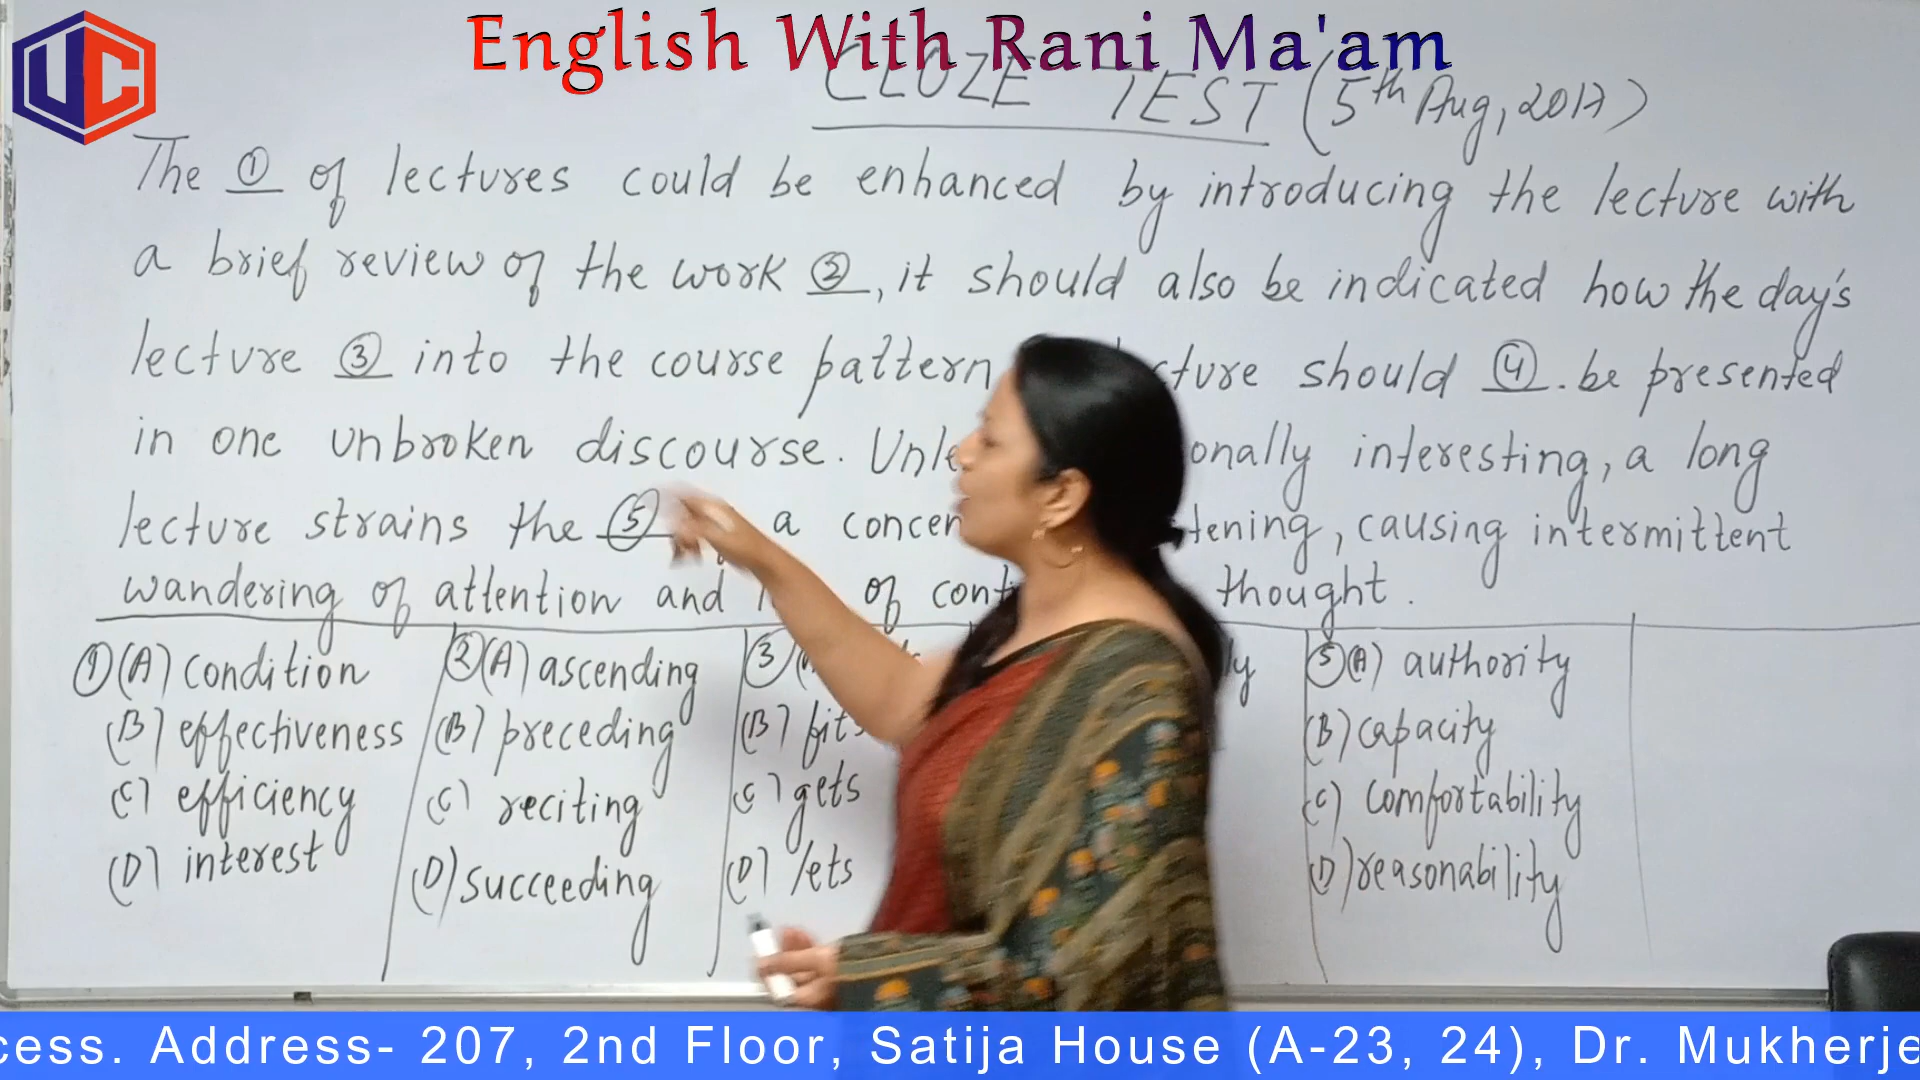 UC
English With Rani Ma'am
CLOZE TEST (5th Aug, 2017)
The ① of lectures could be enhanced by introducing the lecture with
a brief review of the work ②, it should also be indicated how the day's
lecture ③ into the course pattern should ④. be presented
in one unbroken discourse. interesting, a long
lecture strains the ⑤ a causing intermittent
wandering of attention and of thought.
① (A) condition
(B) effectiveness
(C) efficiency
(D) interest
② (A) ascending
(B) preceding
(C) reciting
(D) succeeding
③
(B) fits
(C) gets
(D) lets
⑤ (A) authority
(B) capacity
(C) comfortability
(D) reasonability
cess. Address- 207, 2nd Floor, Satija House (A-23, 24), Dr. Mukherje